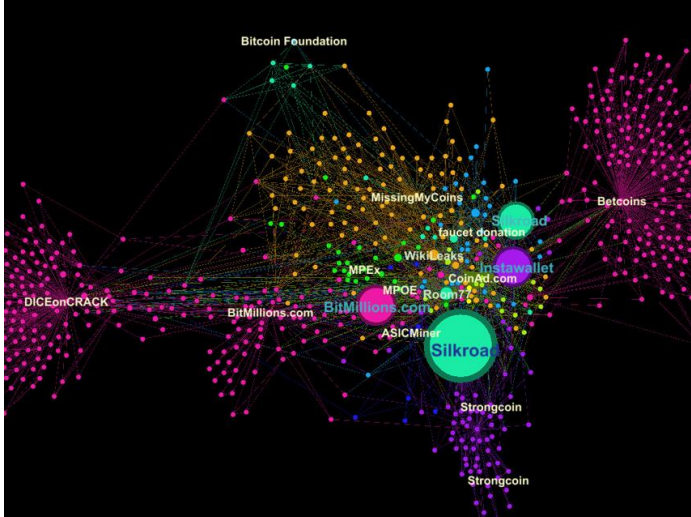 Bitcoin Foundation
MissingMyCoins
Betcoins
Silkroad
faucet donation
WikiLeaks
MPEx
Instawallet
CoinAd.com
MPOE
Room77
DICEonCRACK
BitMillions.com
BitMillions.com
ASICMiner
Silkroad
Strongcoin
Strongcoin